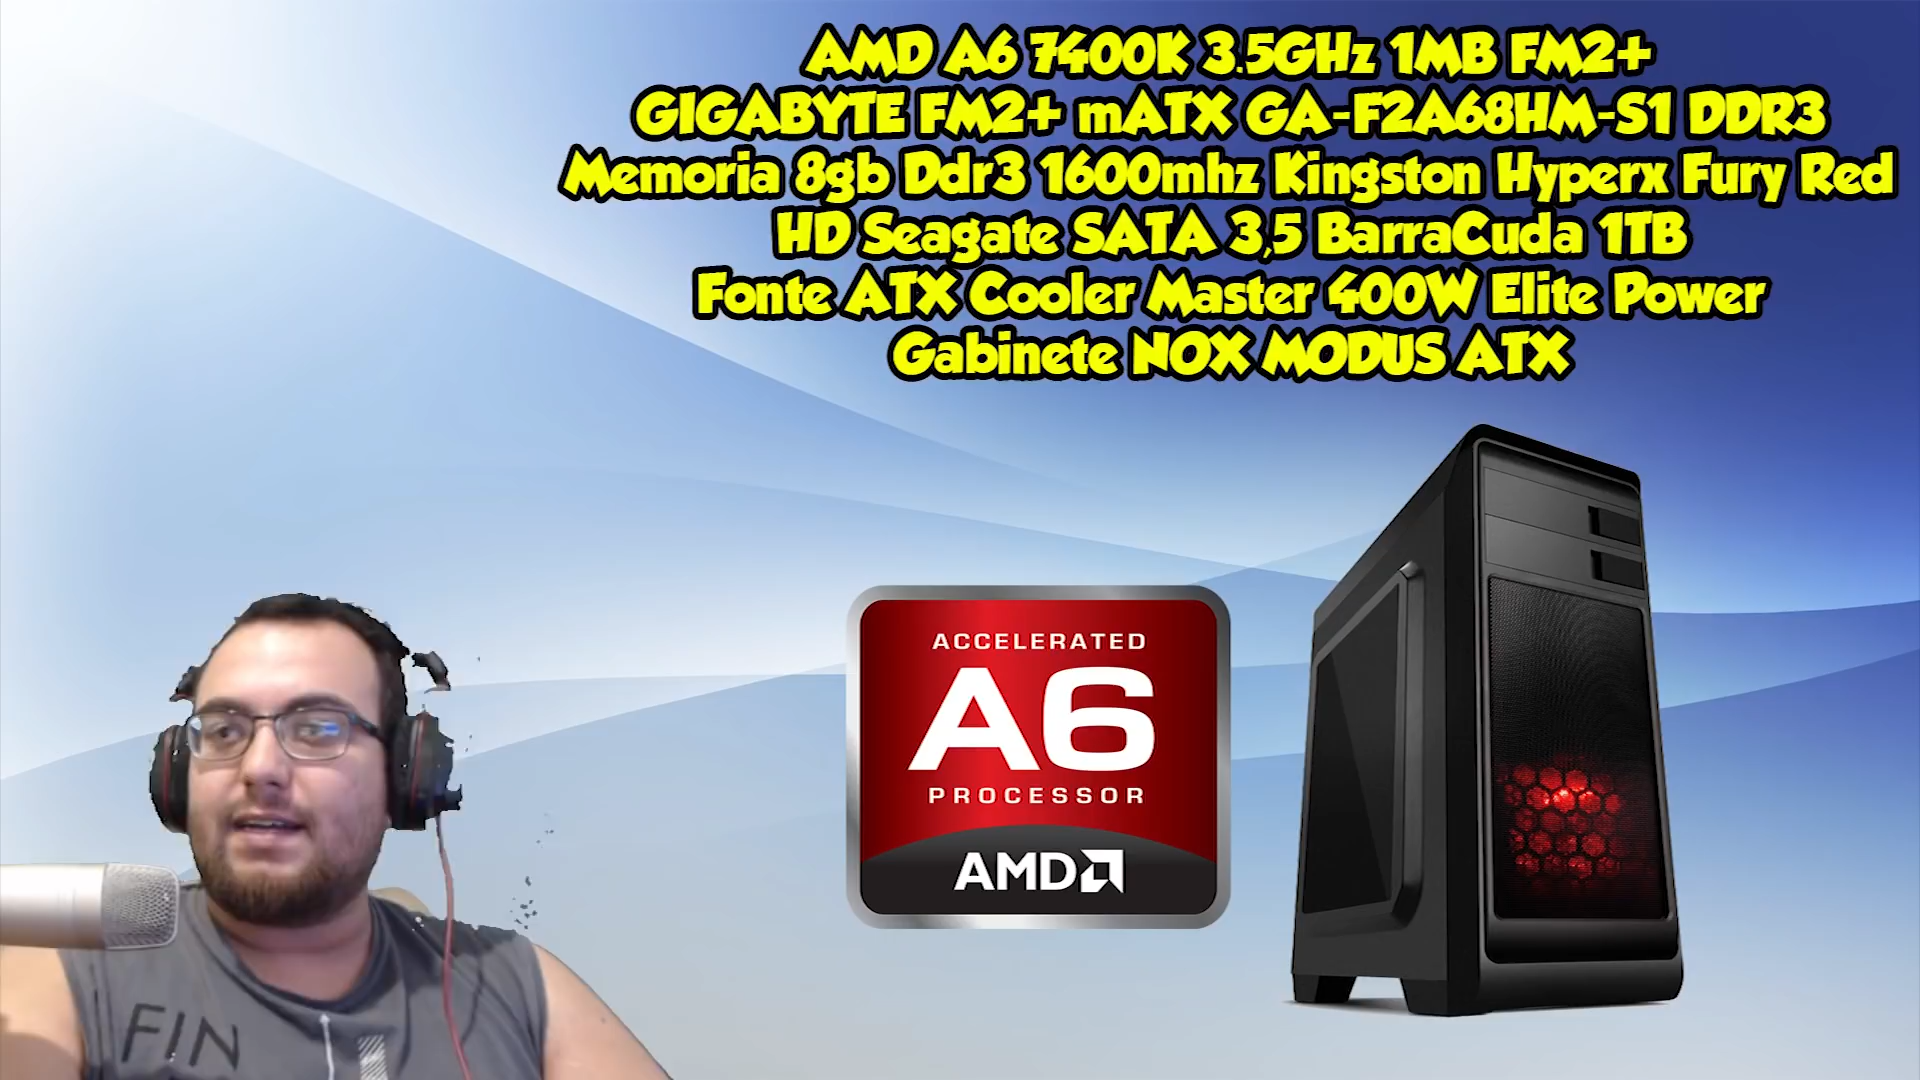 AMD A6 7400K 3.5GHz 1MB FM2+
GIGABYTE FM2+ mATX GA-F2A68HM-S1 DDR3
Memoria 8gb Ddr3 1600mhz Kingston Hyperx Fury Red
HD Seagate SATA 3,5 BarraCuda 1TB
Fonte ATX Cooler Master 400W Elite Power
Gabinete NOX MODUS ATX
ACCELERATED
A6
PROCESSOR
AMD
FIN